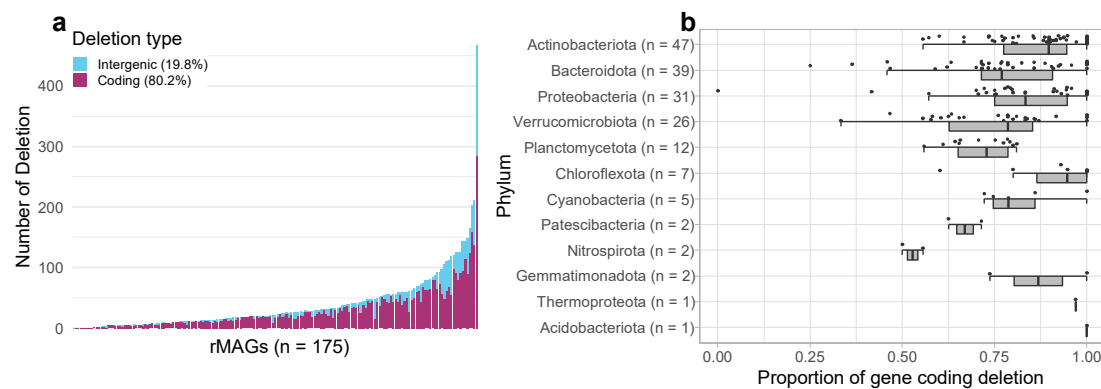 a
Deletion type
Intergenic (19.8%)
Coding (80.2%)
Number of Deletion
400
300
200
100
0
rMAGs (n = 175)
b
Phylum
Actinobacteriota (n = 47)
Bacteroidota (n = 39)
Proteobacteria (n = 31)
Verrucomicrobiota (n = 26)
Planctomycetota (n = 12)
Chloroflexota (n = 7)
Cyanobacteria (n = 5)
Patescibacteria (n = 2)
Nitrospirota (n = 2)
Gemmatimonadota (n = 2)
Thermoproteota (n = 1)
Acidobacteriota (n = 1)
0.00 0.25 0.50 0.75 1.00
Proportion of gene coding deletion